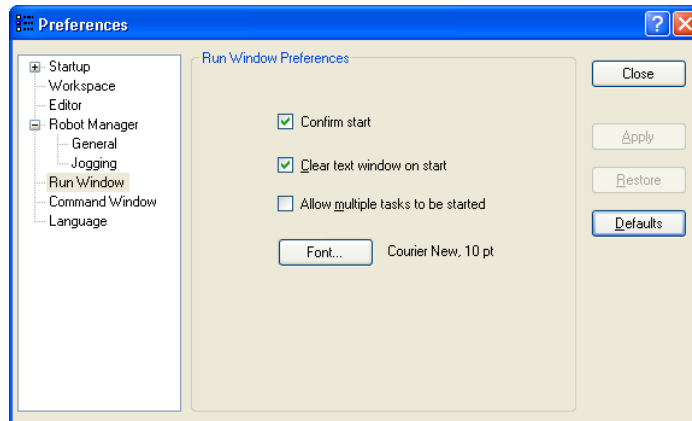 Preferences
Startup
Workspace
Editor
Robot Manager
General
Jogging
Run Window
Command Window
Language
Run Window Preferences
Confirm start
Clear text window on start
Allow multiple tasks to be started
Font... Courier New, 10 pt
Close
Apply
Restore
Defaults